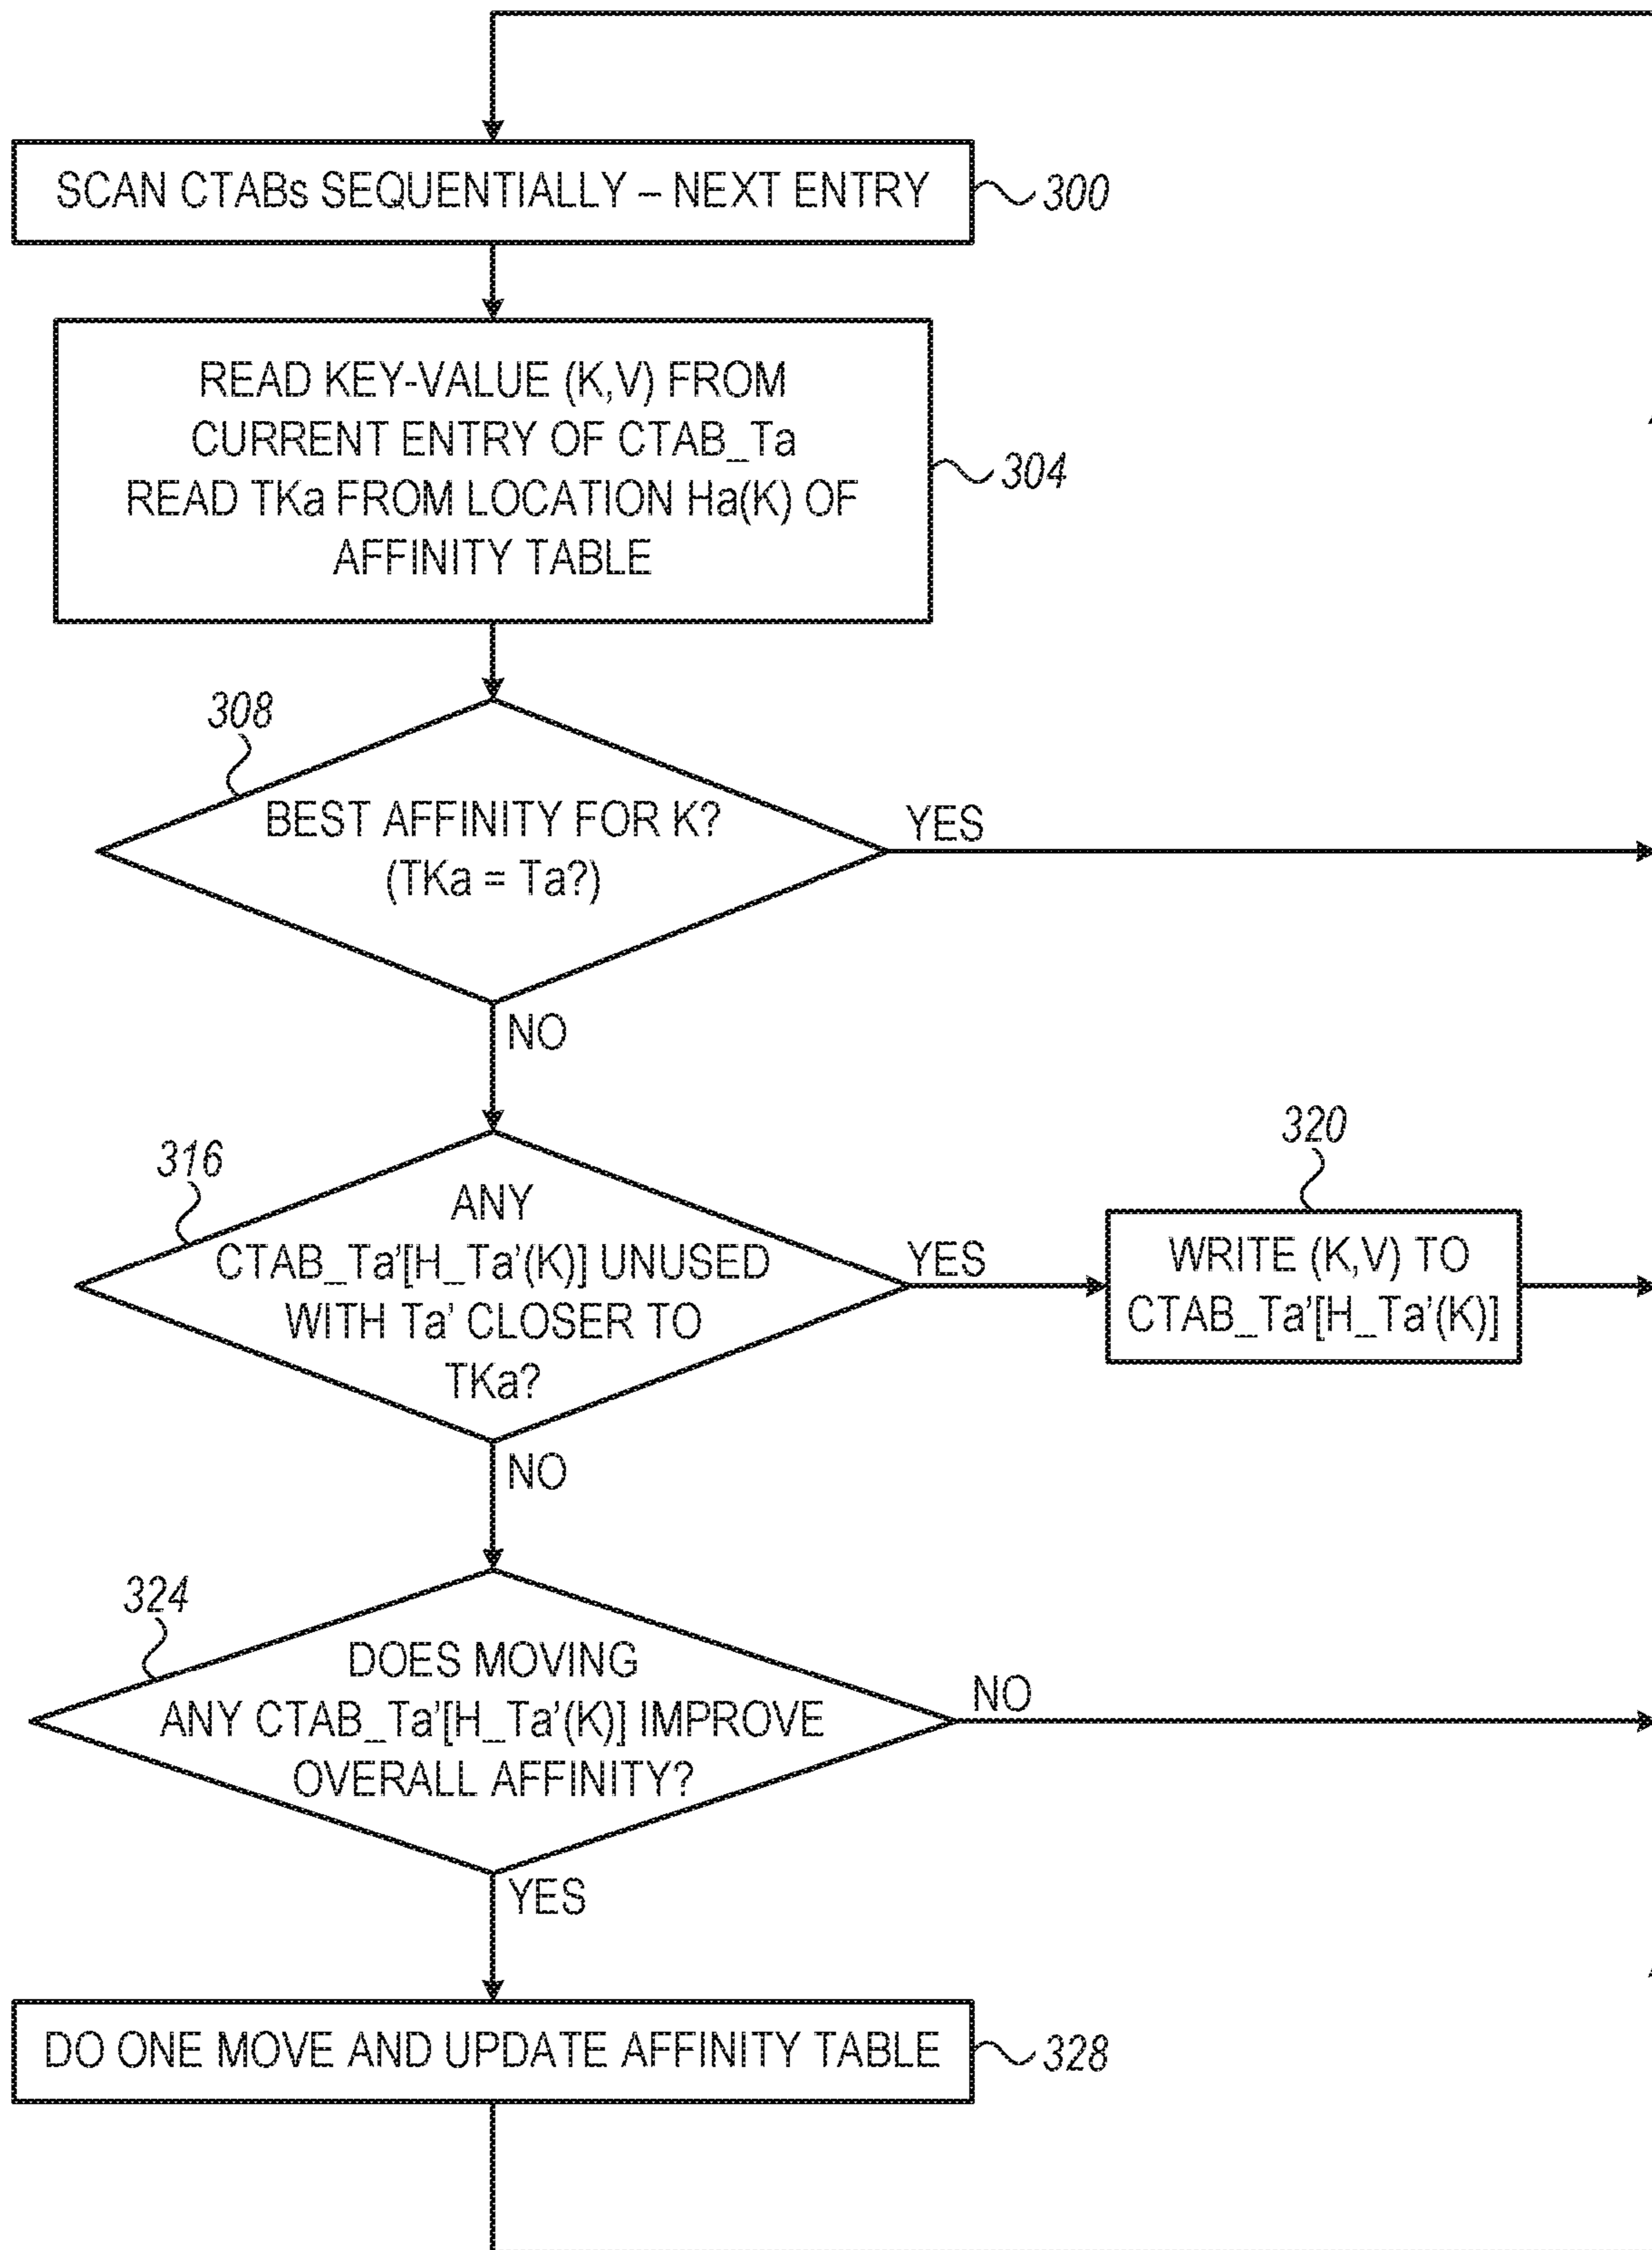 SCAN CTABs SEQUENTIALLY – NEXT ENTRY
300
READ KEY-VALUE (K,V) FROM
CURRENT ENTRY OF CTAB_Ta
READ TKa FROM LOCATION Ha(K) OF
AFFINITY TABLE
304
308
BEST AFFINITY FOR K?
(TKa = Ta?)
YES
NO
316
ANY
CTAB_Ta'[H_Ta'(K)] UNUSED
WITH Ta' CLOSER TO
TKa?
YES
320
WRITE (K,V) TO
CTAB_Ta'[H_Ta'(K)]
NO
324
DOES MOVING
ANY CTAB_Ta'[H_Ta'(K)] IMPROVE
OVERALL AFFINITY?
NO
YES
DO ONE MOVE AND UPDATE AFFINITY TABLE
328